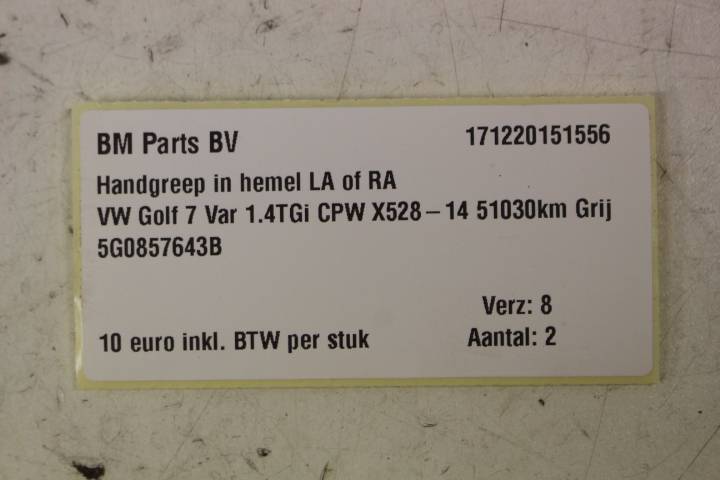 BM Parts BV 171220151556
Handgreep in hemel LA of RA
VW Golf 7 Var 1.4TGi CPW X528 – 14 51030km Grij
5G0857643B
Verz: 8
10 euro inkl. BTW per stuk Aantal: 2